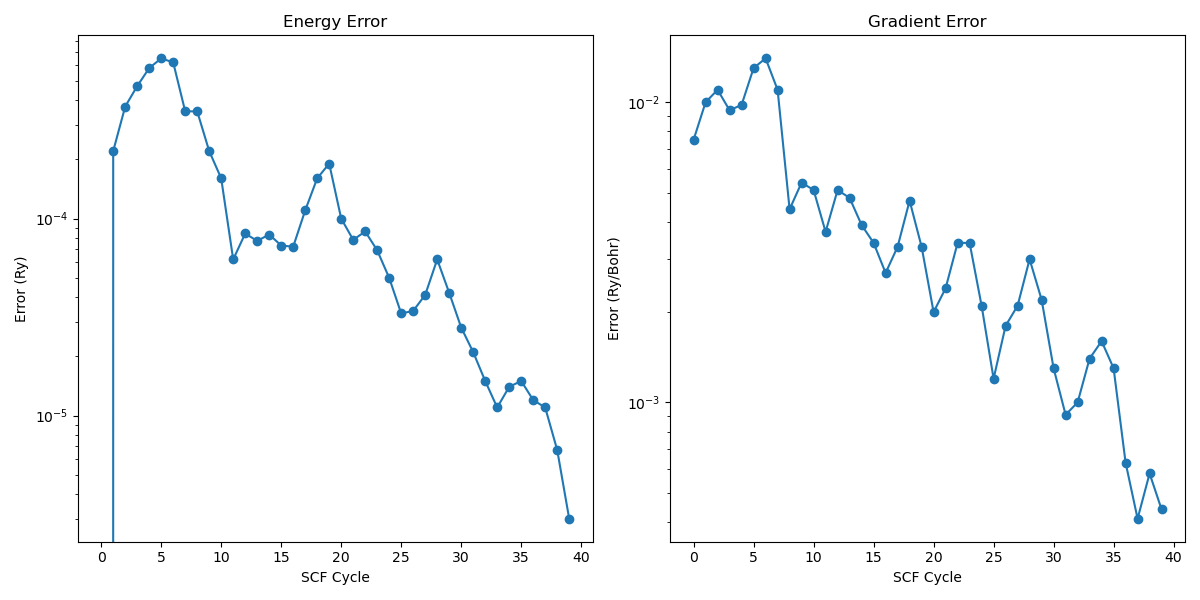 Energy Error
Error (Ry)
10⁻⁴
10⁻⁵
0 5 10 15 20 25 30 35 40
SCF Cycle
Gradient Error
Error (Ry/Bohr)
10⁻²
10⁻³
0 5 10 15 20 25 30 35 40
SCF Cycle